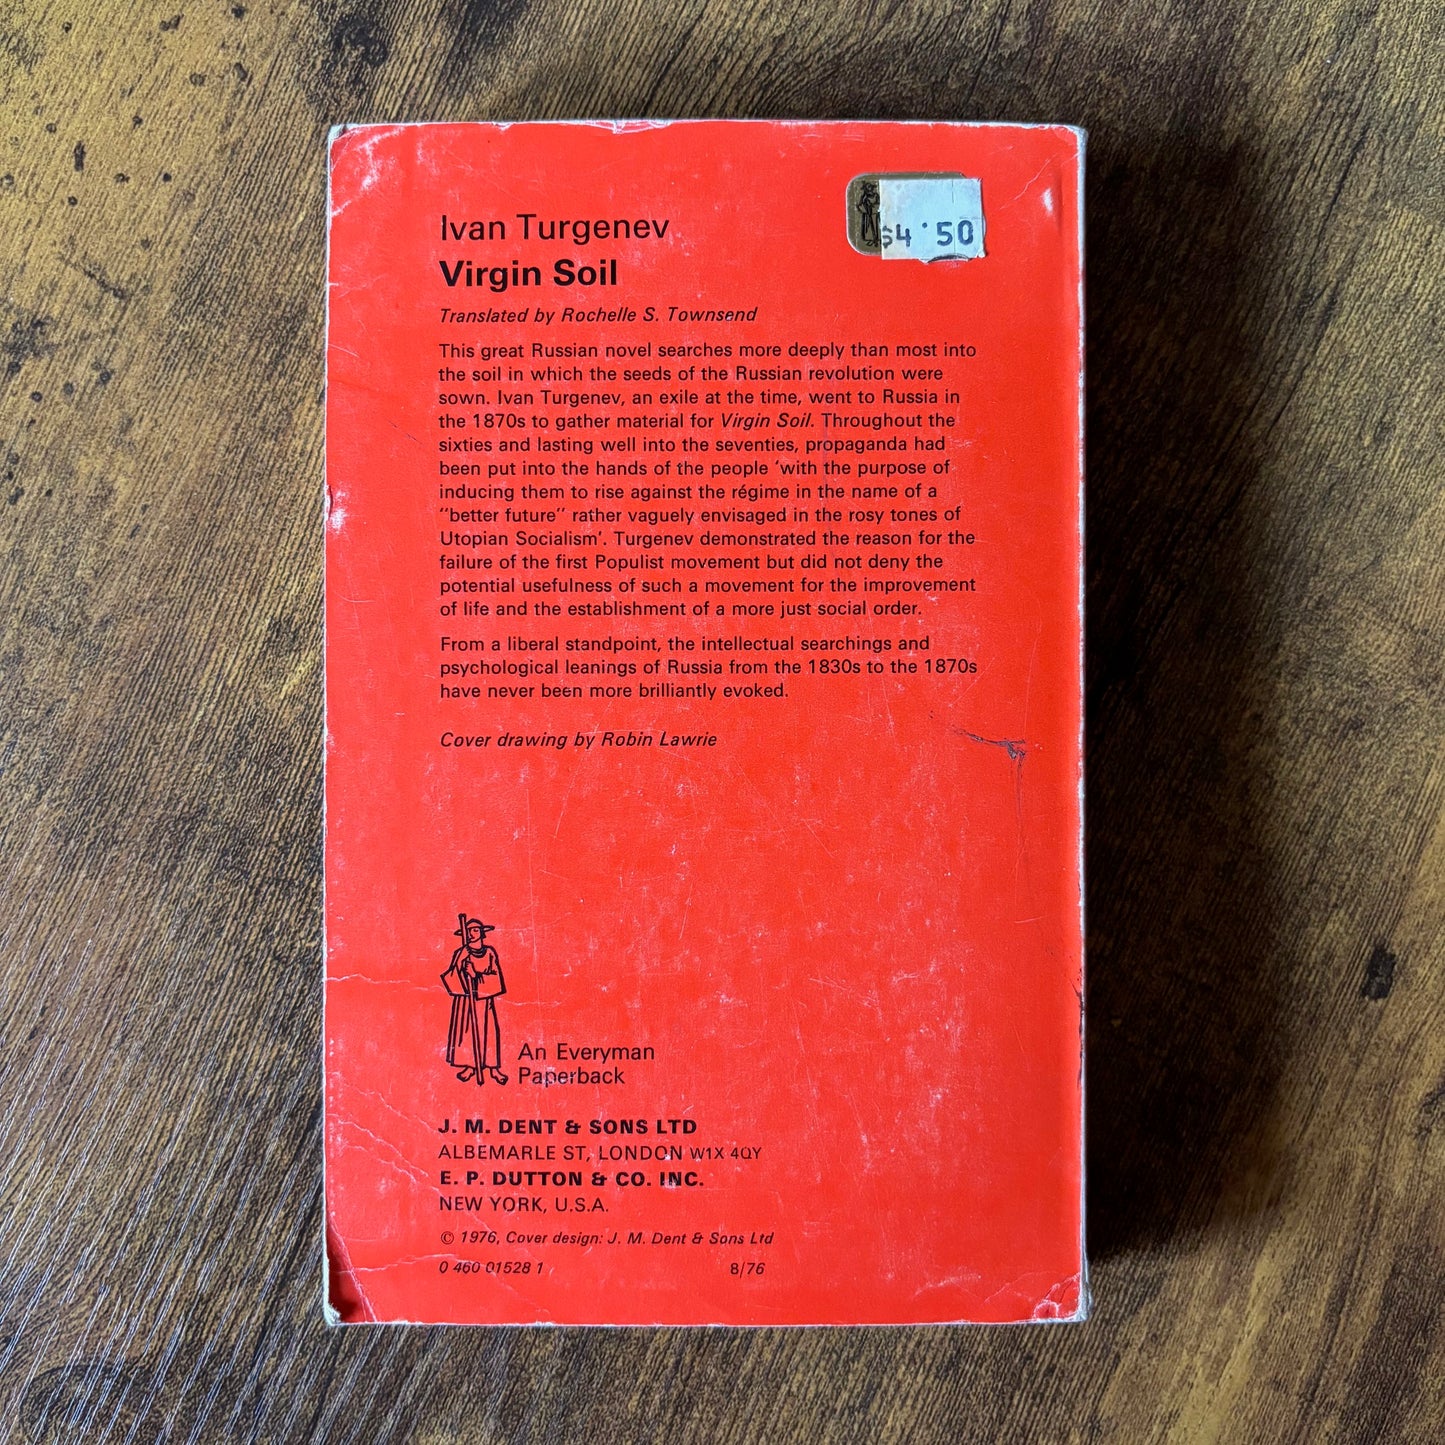 $4.50
Ivan Turgenev
Virgin Soil
Translated by Rochelle S. Townsend
This great Russian novel searches more deeply than most into
the soil in which the seeds of the Russian revolution were
sown. Ivan Turgenev, an exile at the time, went to Russia in
the 1870s to gather material for Virgin Soil. Throughout the
sixties and lasting well into the seventies, propaganda had
been put into the hands of the people ‘with the purpose of
inducing them to rise against the régime in the name of a
“better future” rather vaguely envisaged in the rosy tones of
Utopian Socialism’. Turgenev demonstrated the reason for the
failure of the first Populist movement but did not deny the
potential usefulness of such a movement for the improvement
of life and the establishment of a more just social order.
From a liberal standpoint, the intellectual searchings and
psychological leanings of Russia from the 1830s to the 1870s
have never been more brilliantly evoked.
Cover drawing by Robin Lawrie
An Everyman
Paperback
J. M. DENT & SONS LTD
ALBEMARLE ST, LONDON W1X 4QY
E. P. DUTTON & CO. INC.
NEW YORK, U.S.A.
© 1976, Cover design: J. M. Dent & Sons Ltd
0 460 01528 1 8/76